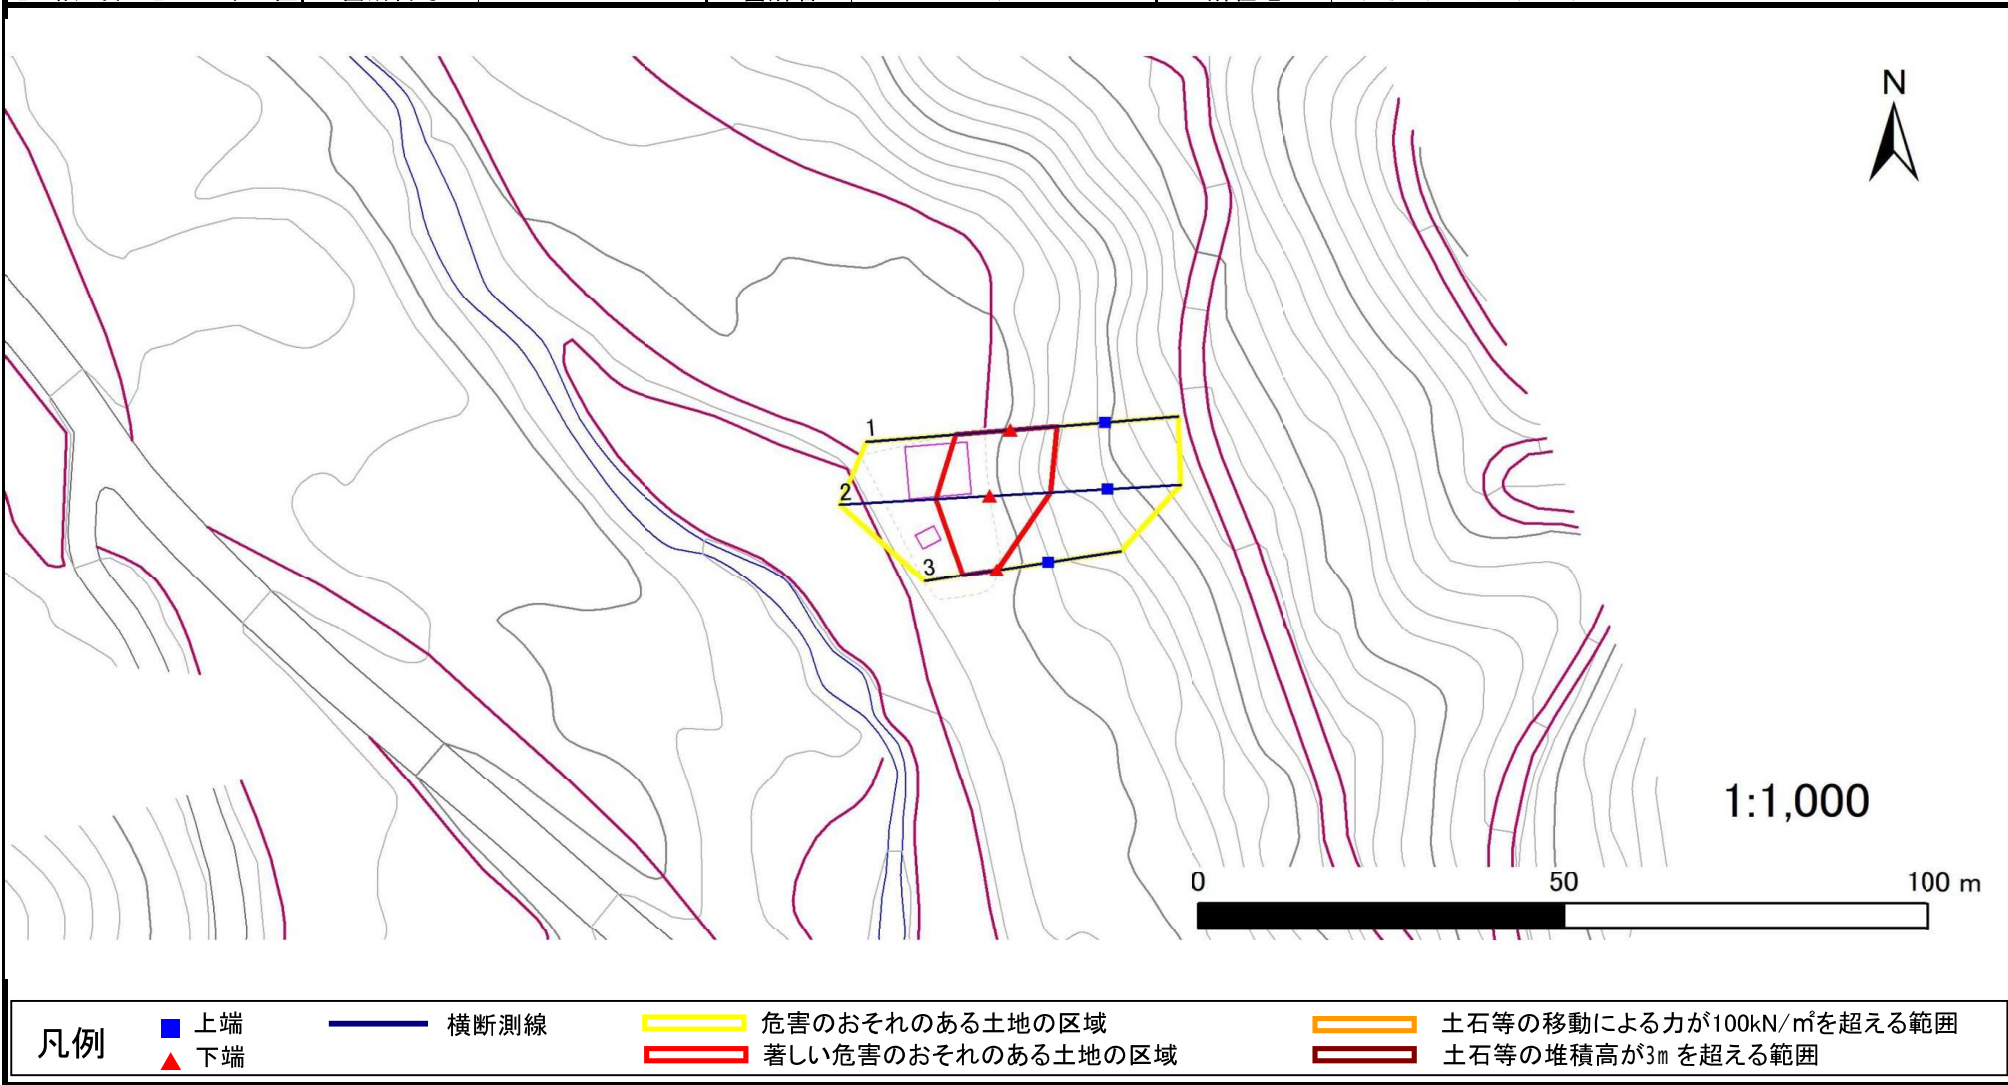 N
1
2
3
1:1,000
0 50 100 m
凡例
上端 横断測線 危害のおそれのある土地の区域 土石等の移動による力が100kN/㎡を超える範囲
下端 著しい危害のおそれのある土地の区域 土石等の堆積高が3mを超える範囲